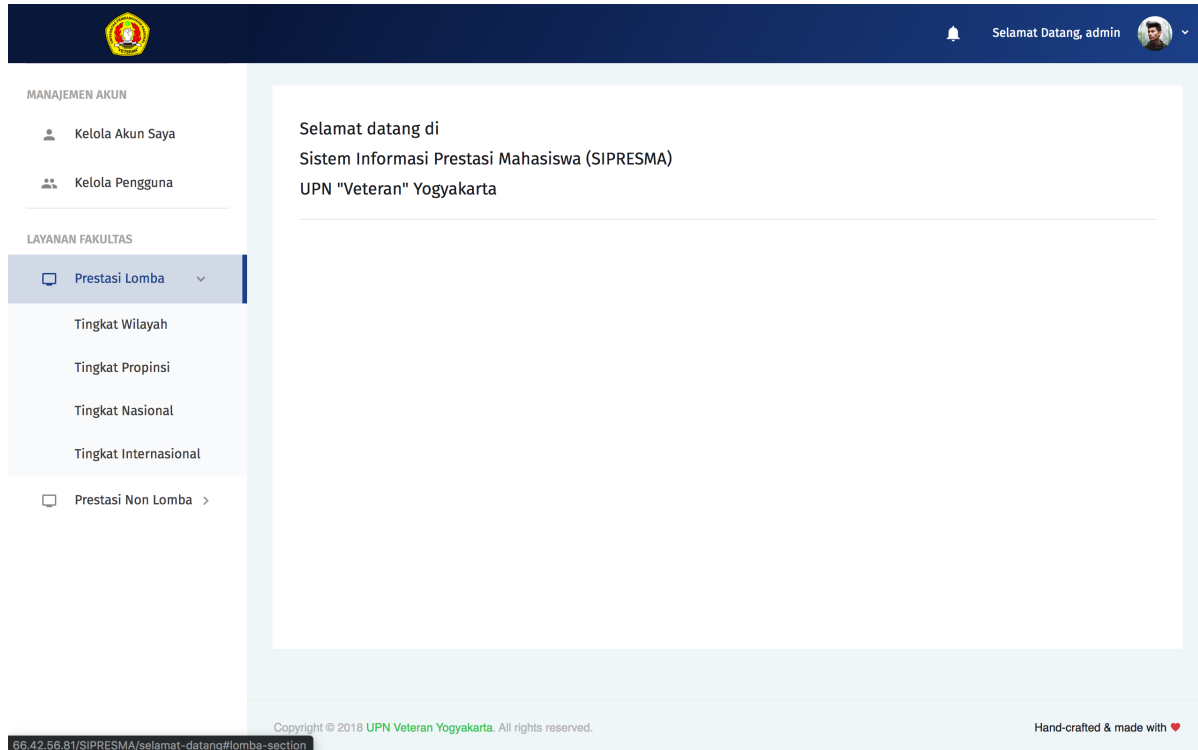 Selamat Datang, admin
MANAJEMEN AKUN
Kelola Akun Saya
Kelola Pengguna
LAYANAN FAKULTAS
Prestasi Lomba
Tingkat Wilayah
Tingkat Propinsi
Tingkat Nasional
Tingkat Internasional
Prestasi Non Lomba
Selamat datang di
Sistem Informasi Prestasi Mahasiswa (SIPRESMA)
UPN "Veteran" Yogyakarta
Copyright © 2018 UPN Veteran Yogyakarta. All rights reserved.
Hand-crafted & made with
66.42.56.81/SIPRESMA/selamat-datang#lomba-section